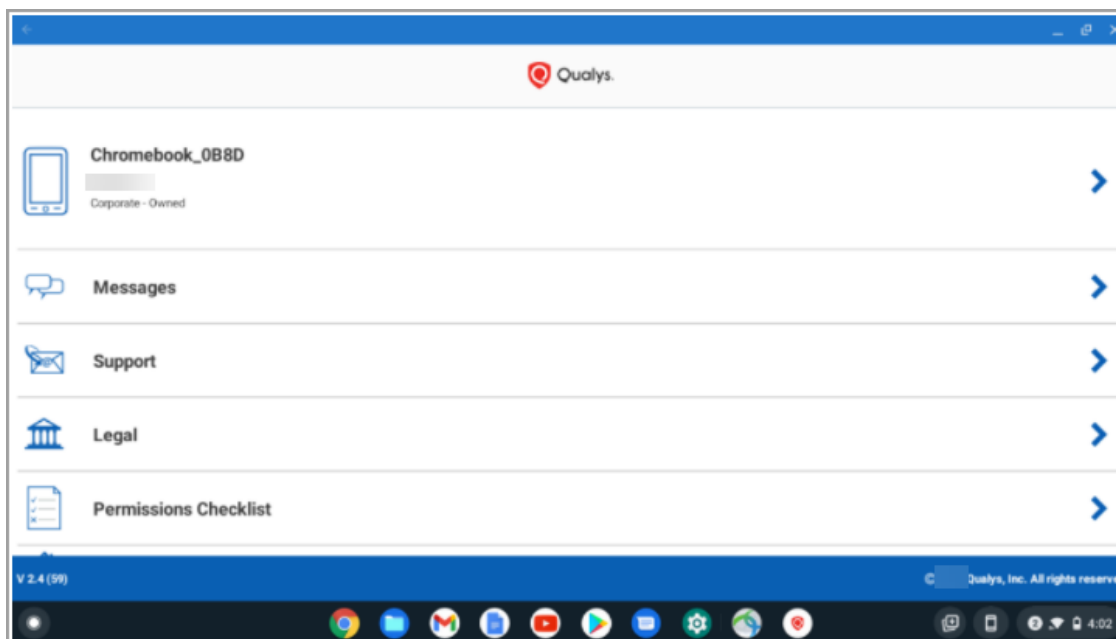 Qualys.
Chromebook_0B8D
Corporate - Owned
Messages
Support
Legal
Permissions Checklist
V 2.4 (59)
© Qualys, Inc. All rights reserve
2 4:02